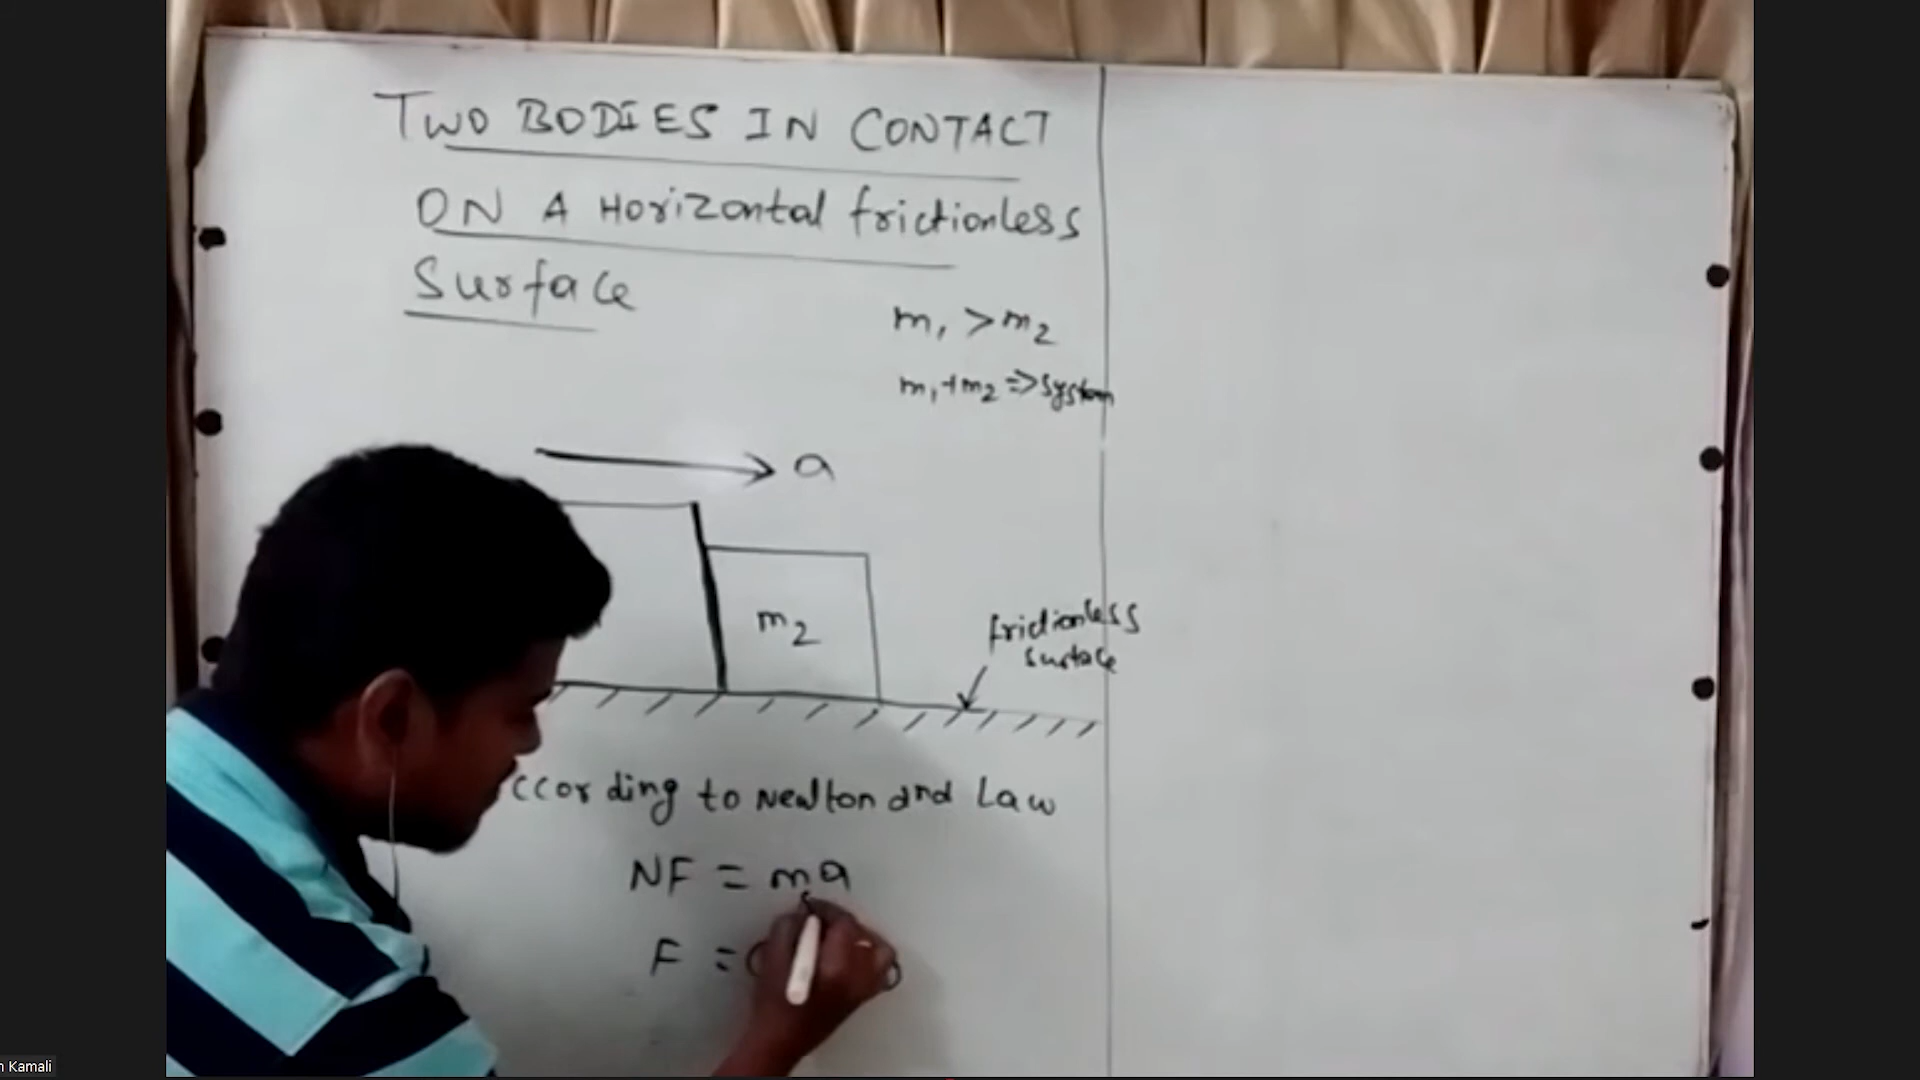 TWO BODIES IN CONTACT
ON A Horizontal frictionless
Surface
m₁ > m₂
m₁+m₂ => system
a
m₂
frictionless
surface
ccording to Newton 2nd Law
NF = ma
F = (
Kamali